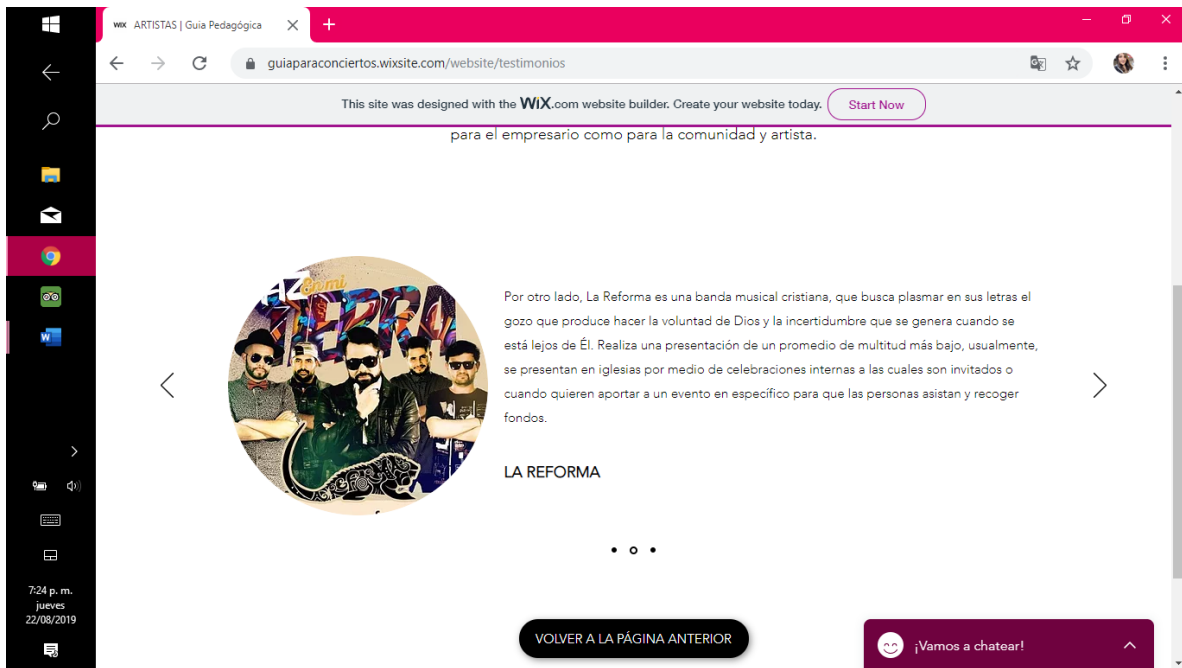 WiX ARTISTAS | Guia Pedagógica
guiaparaconciertos.wixsite.com/website/testimonios
This site was designed with the WiX.com website builder. Create your website today. Start Now
para el empresario como para la comunidad y artista.
AZ
En mi
TIERRA
Por otro lado, La Reforma es una banda musical cristiana, que busca plasmar en sus letras el
gozo que produce hacer la voluntad de Dios y la incertidumbre que se genera cuando se
está lejos de Él. Realiza una presentación de un promedio de multitud más bajo, usualmente,
se presentan en iglesias por medio de celebraciones internas a las cuales son invitados o
cuando quieren aportar a un evento en específico para que las personas asistan y recoger
fondos.
LA REFORMA
VOLVER A LA PÁGINA ANTERIOR
¡Vamos a chatear!
7:24 p. m.
jueves
22/08/2019